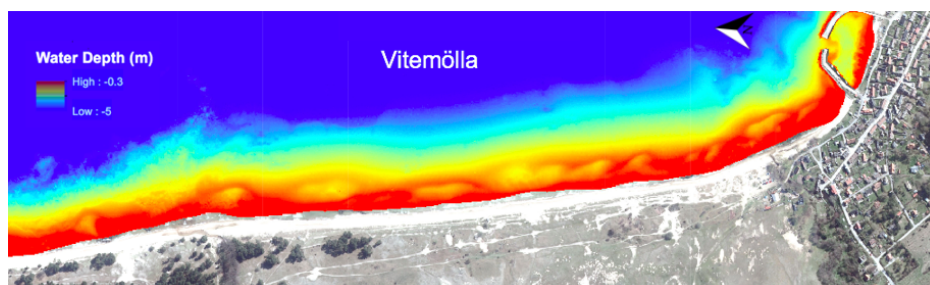 Vitemölla
Z
Water Depth (m)
High : -0.3
Low : -5